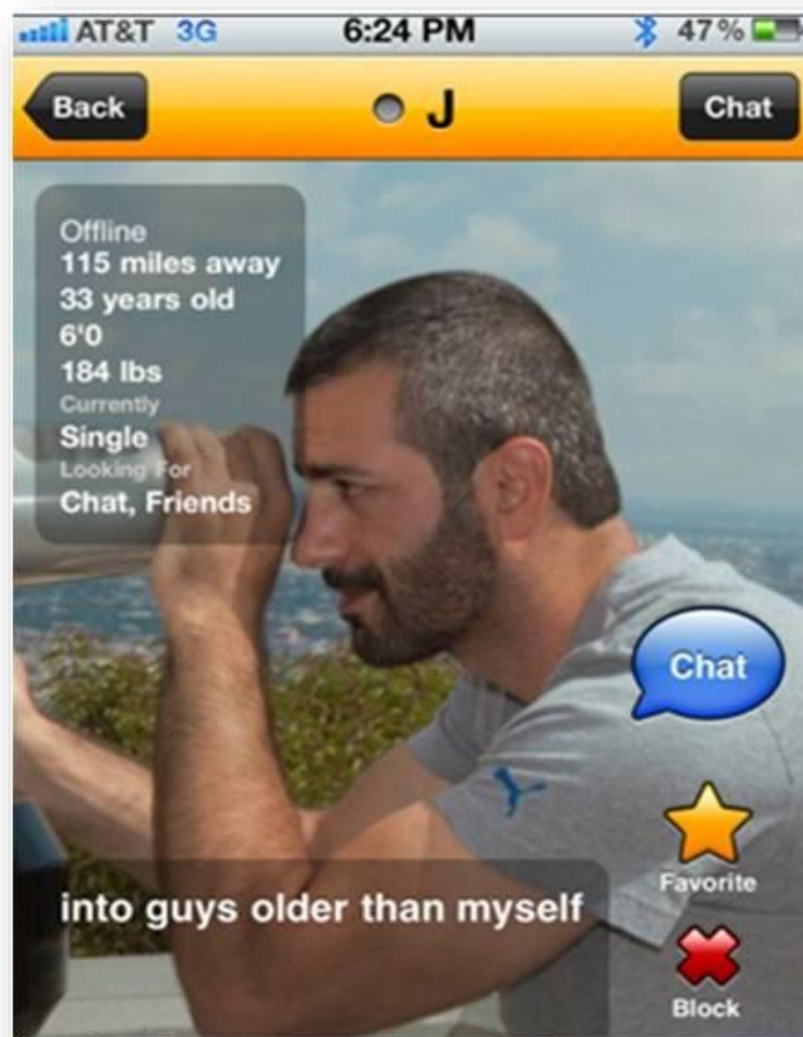 AT&T 3G 6:24 PM 47%
Back J Chat
Offline
115 miles away
33 years old
6'0
184 lbs
Currently
Single
Looking For
Chat, Friends
Chat
Favorite
into guys older than myself
Block